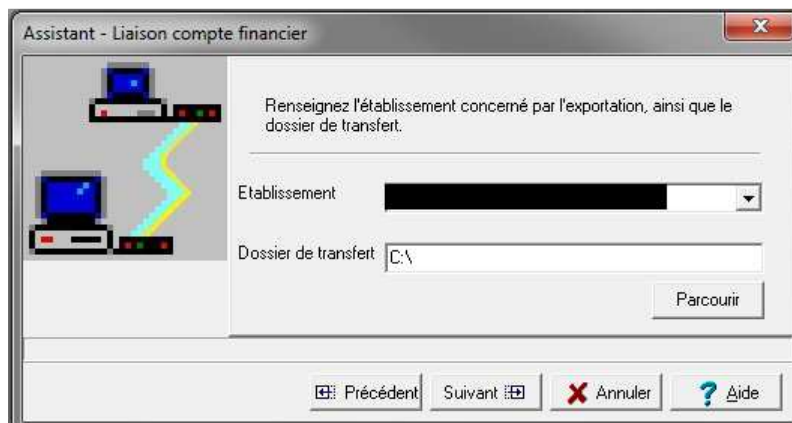 Assistant - Liaison compte financier
Renseignez l'établissement concerné par l'exportation, ainsi que le
dossier de transfert.
Etablissement
Dossier de transfert C:\
Parcourir
Précédent Suivant Annuler ? Aide